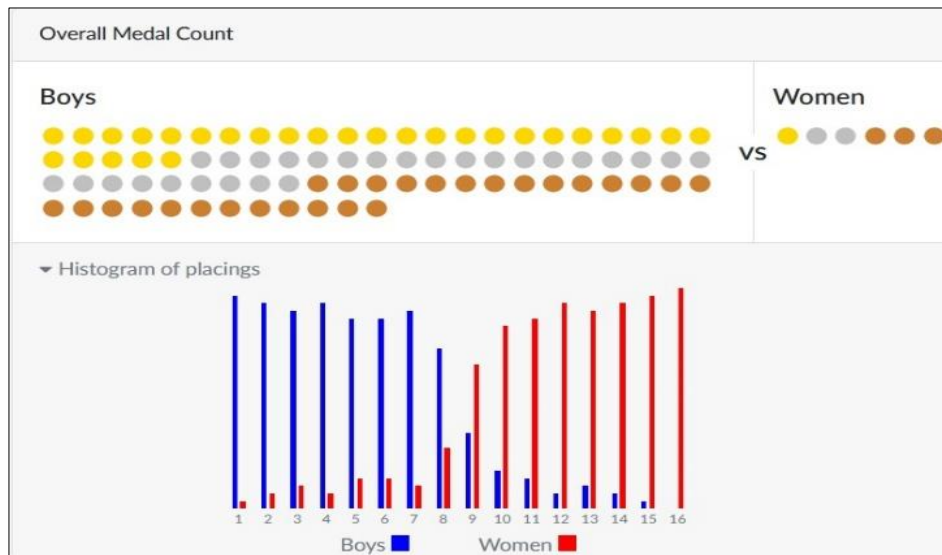 Overall Medal Count
Boys
Women
VS
Histogram of placings
1 2 3 4 5 6 7 8 9 10 11 12 13 14 15 16
Boys Women